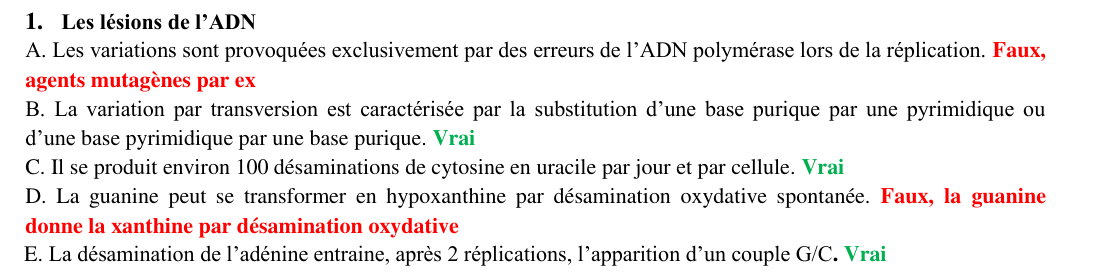 1. Les lésions de l’ADN
A. Les variations sont provoquées exclusivement par des erreurs de l’ADN polymérase lors de la réplication. Faux,
agents mutagènes par ex
B. La variation par transversion est caractérisée par la substitution d’une base purique par une pyrimidique ou
d’une base pyrimidique par une base purique. Vrai
C. Il se produit environ 100 désaminations de cytosine en uracile par jour et par cellule. Vrai
D. La guanine peut se transformer en hypoxanthine par désamination oxydative spontanée. Faux, la guanine
donne la xanthine par désamination oxydative
E. La désamination de l’adénine entraine, après 2 réplications, l’apparition d’un couple G/C. Vrai